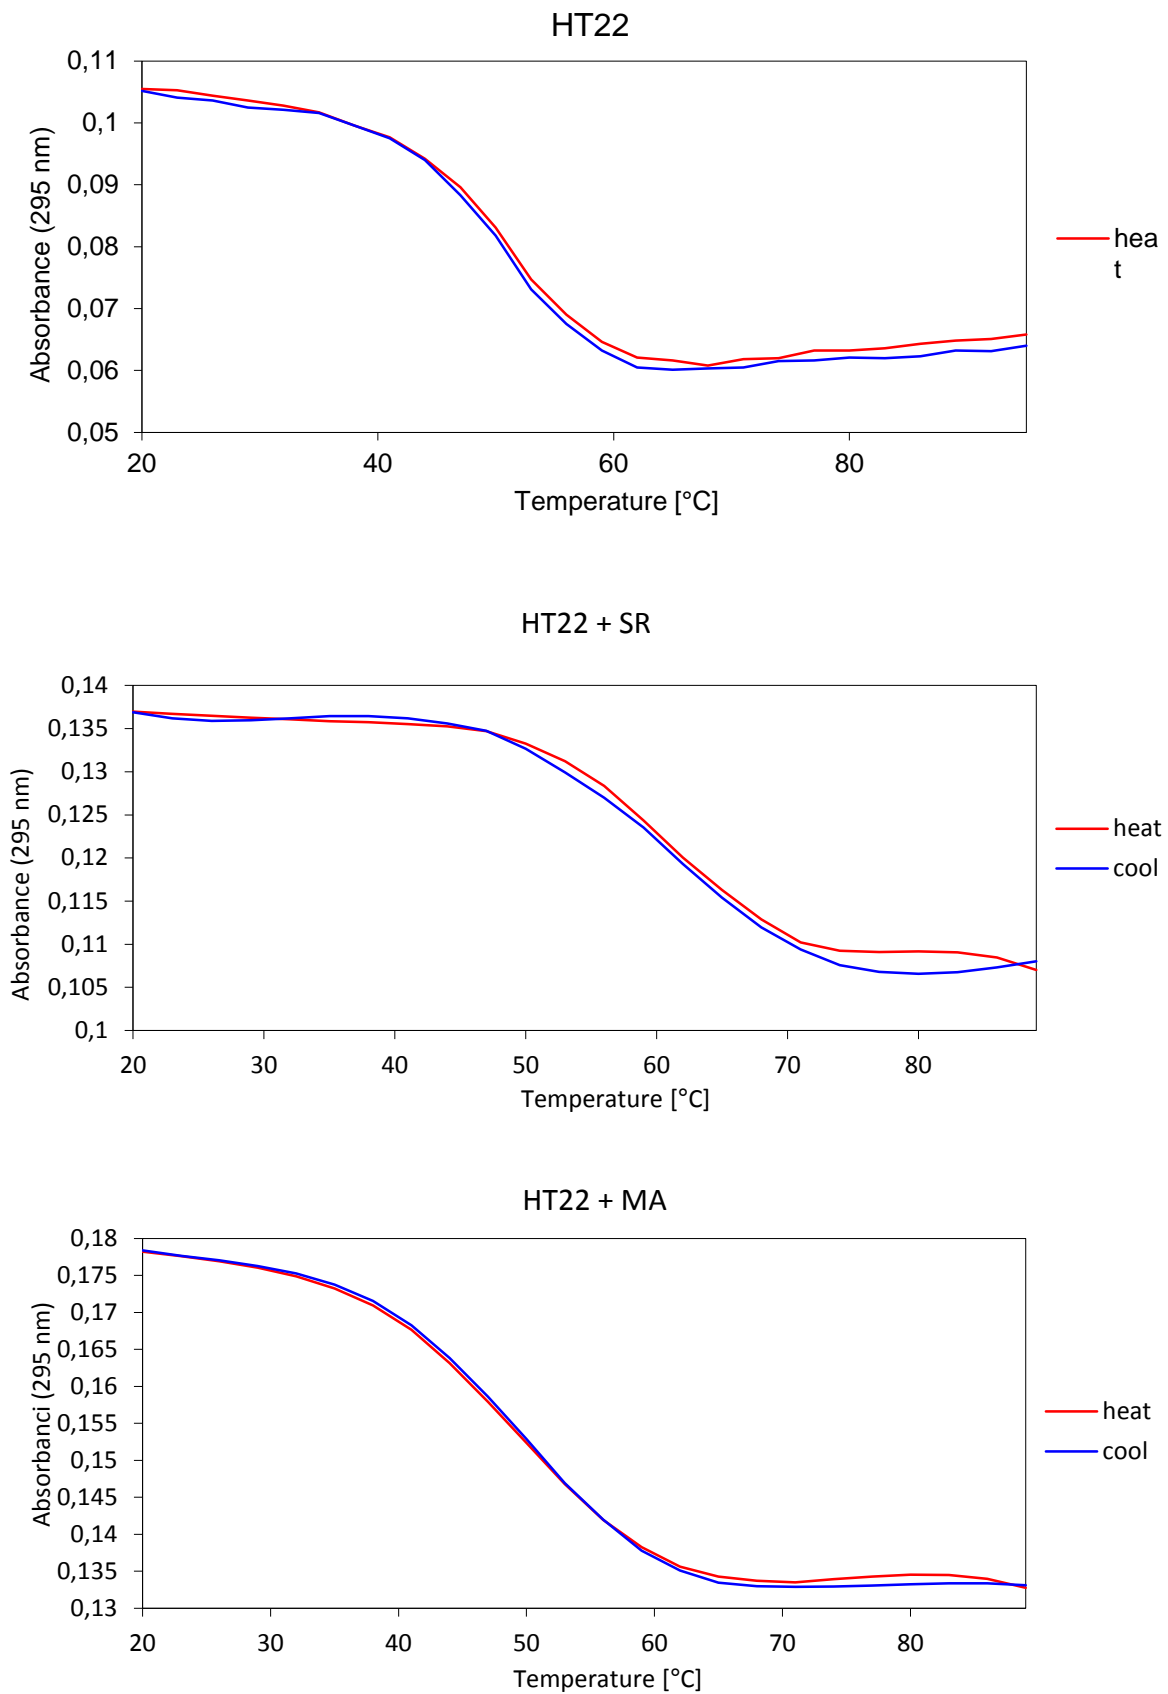 HT22
0,11
0,1
0,09
0,08
0,07
0,06
0,05
Absorbance (295 nm)
20 40 60 80
Temperature [°C]
hea
t
HT22 + SR
0,14
0,135
0,13
0,125
0,12
0,115
0,11
0,105
0,1
Absorbance (295 nm)
20 30 40 50 60 70 80
Temperature [°C]
heat
cool
HT22 + MA
0,18
0,175
0,17
0,165
0,16
0,155
0,15
0,145
0,14
0,135
0,13
Absorbanci (295 nm)
20 30 40 50 60 70 80
Temperature [°C]
heat
cool